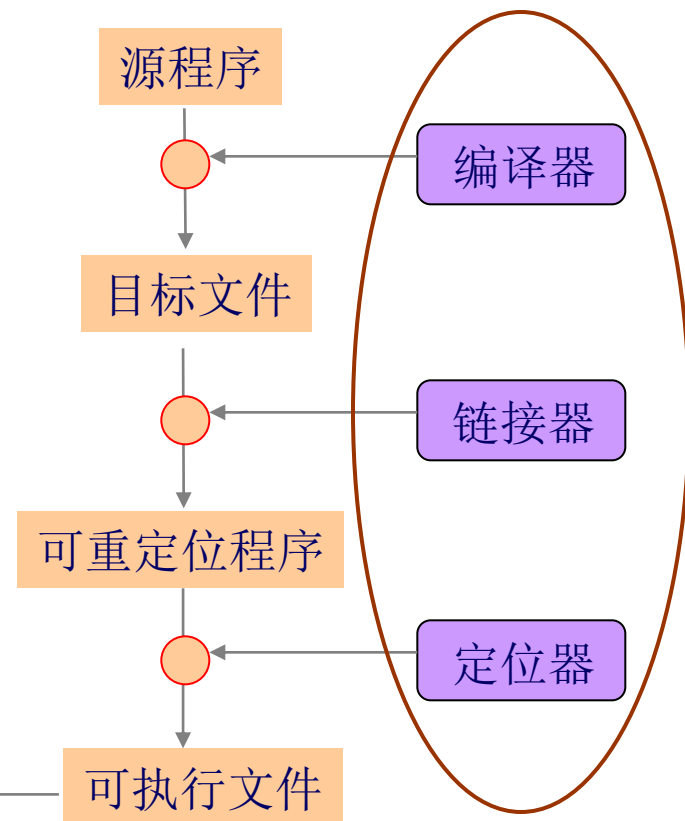 源程序
编译器
目标文件
链接器
可重定位程序
定位器
可执行文件